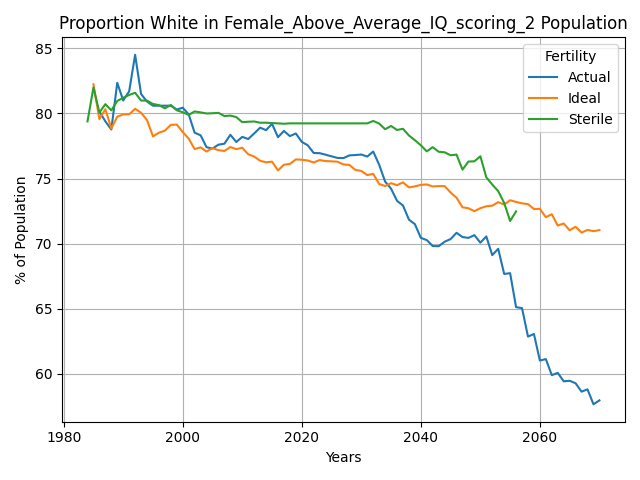 Proportion White in Female_Above_Average_IQ_scoring_2 Population
85
80
75
70
65
60
% of Population
1980
2000
2020
2040
2060
Years
Fertility
Actual
Ideal
Sterile